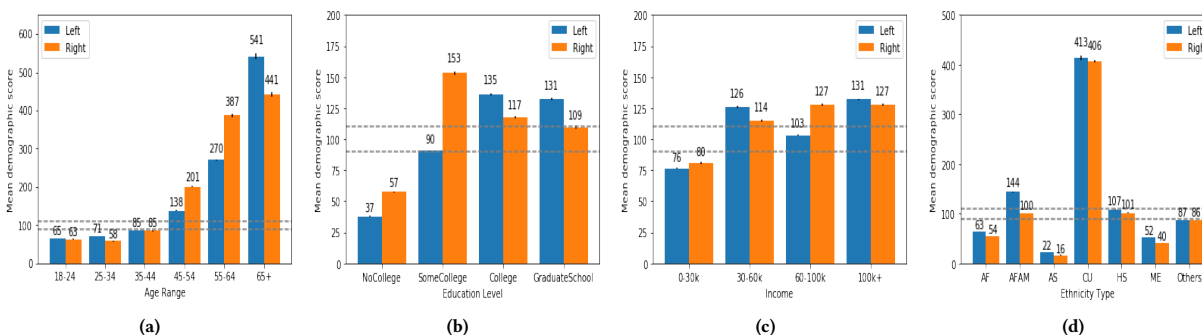 Mean demographic score
600
500
400
300
200
100
0
Left
Right
65
63
71
58
85
85
138
201
270
387
541
441
18-24
25-34
35-44
45-54
55-64
65+
Age Range
(a)
Mean demographic score
200
175
150
125
100
75
50
25
0
Left
Right
37
57
90
153
135
117
131
109
NoCollege
SomeCollege
College
GraduateSchool
Education Level
(b)
Mean demographic score
200
175
150
125
100
75
50
25
0
Left
Right
76
80
126
114
103
127
131
127
0-30k
30-60k
60-100k
100k+
Income
(c)
Mean demographic score
500
400
300
200
100
0
Left
Right
63
54
144
100
22
16
413
406
107
101
52
40
87
86
AF
AFAM
AS
CU
HS
ME
Others
Ethnicity Type
(d)